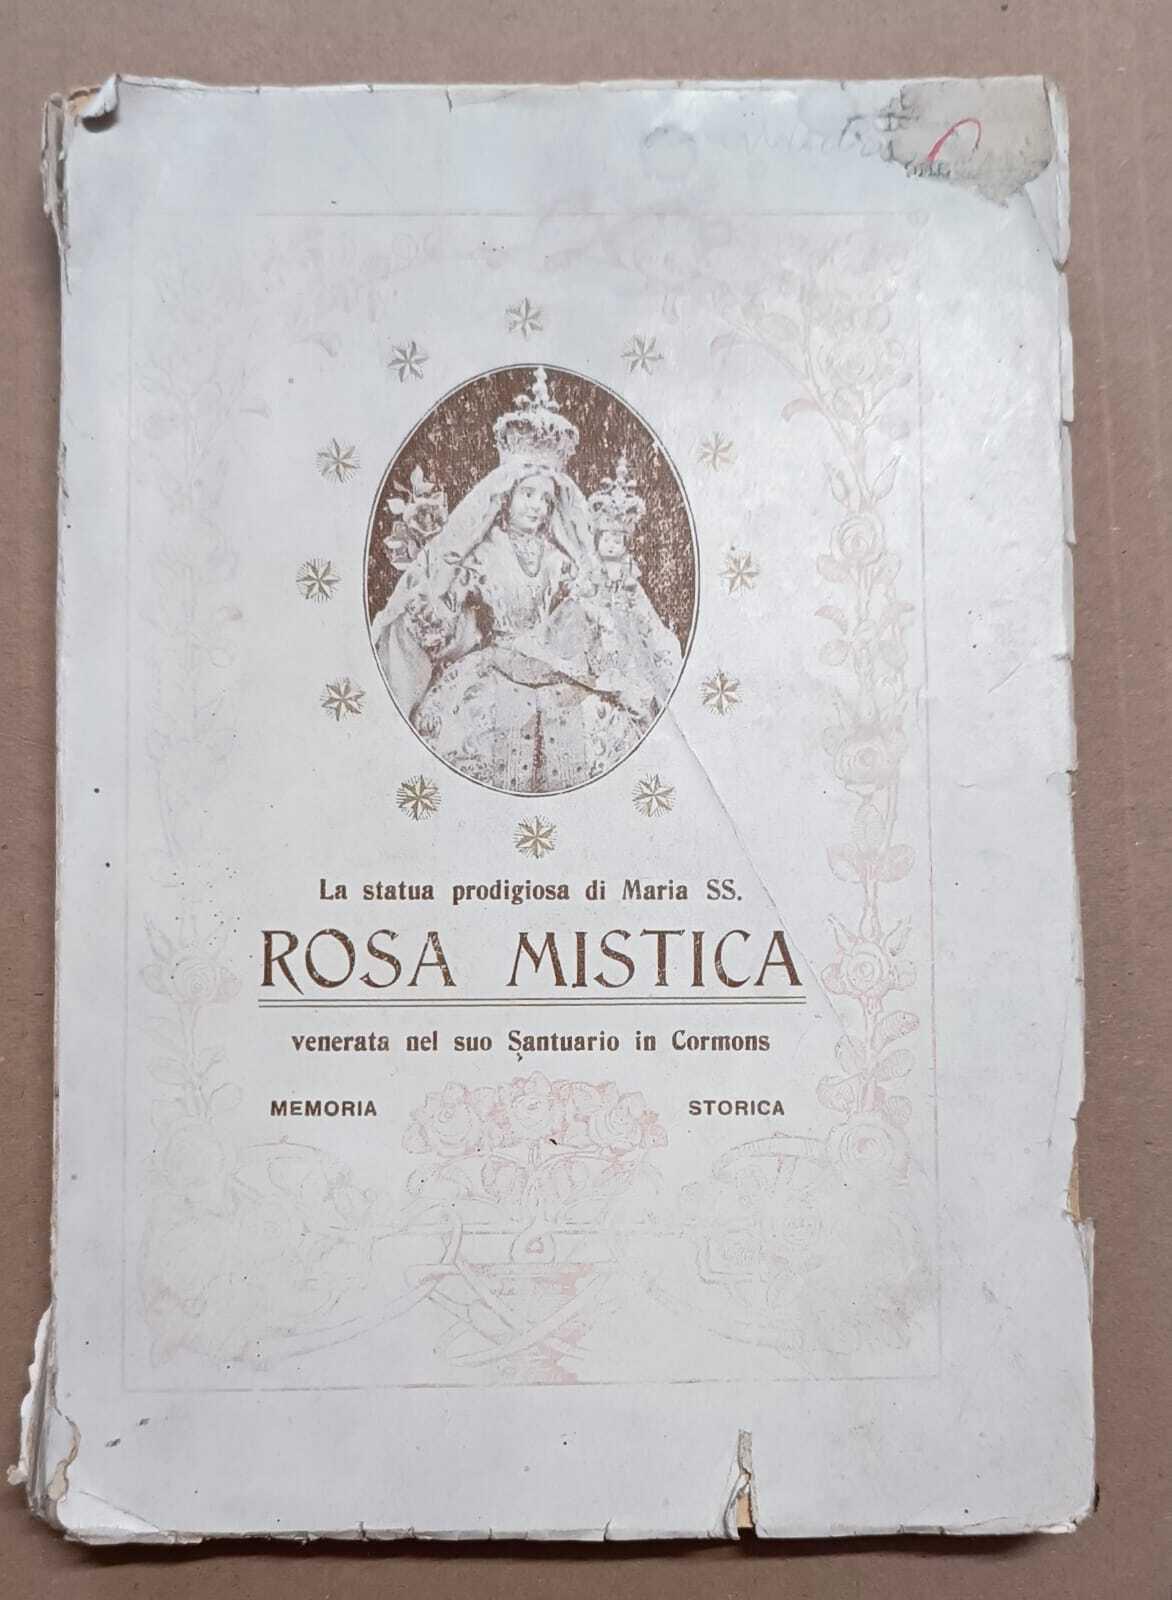 La statua prodigiosa di Maria SS.
ROSA MISTICA
venerata nel suo Santuario in Cormons
MEMORIA STORICA